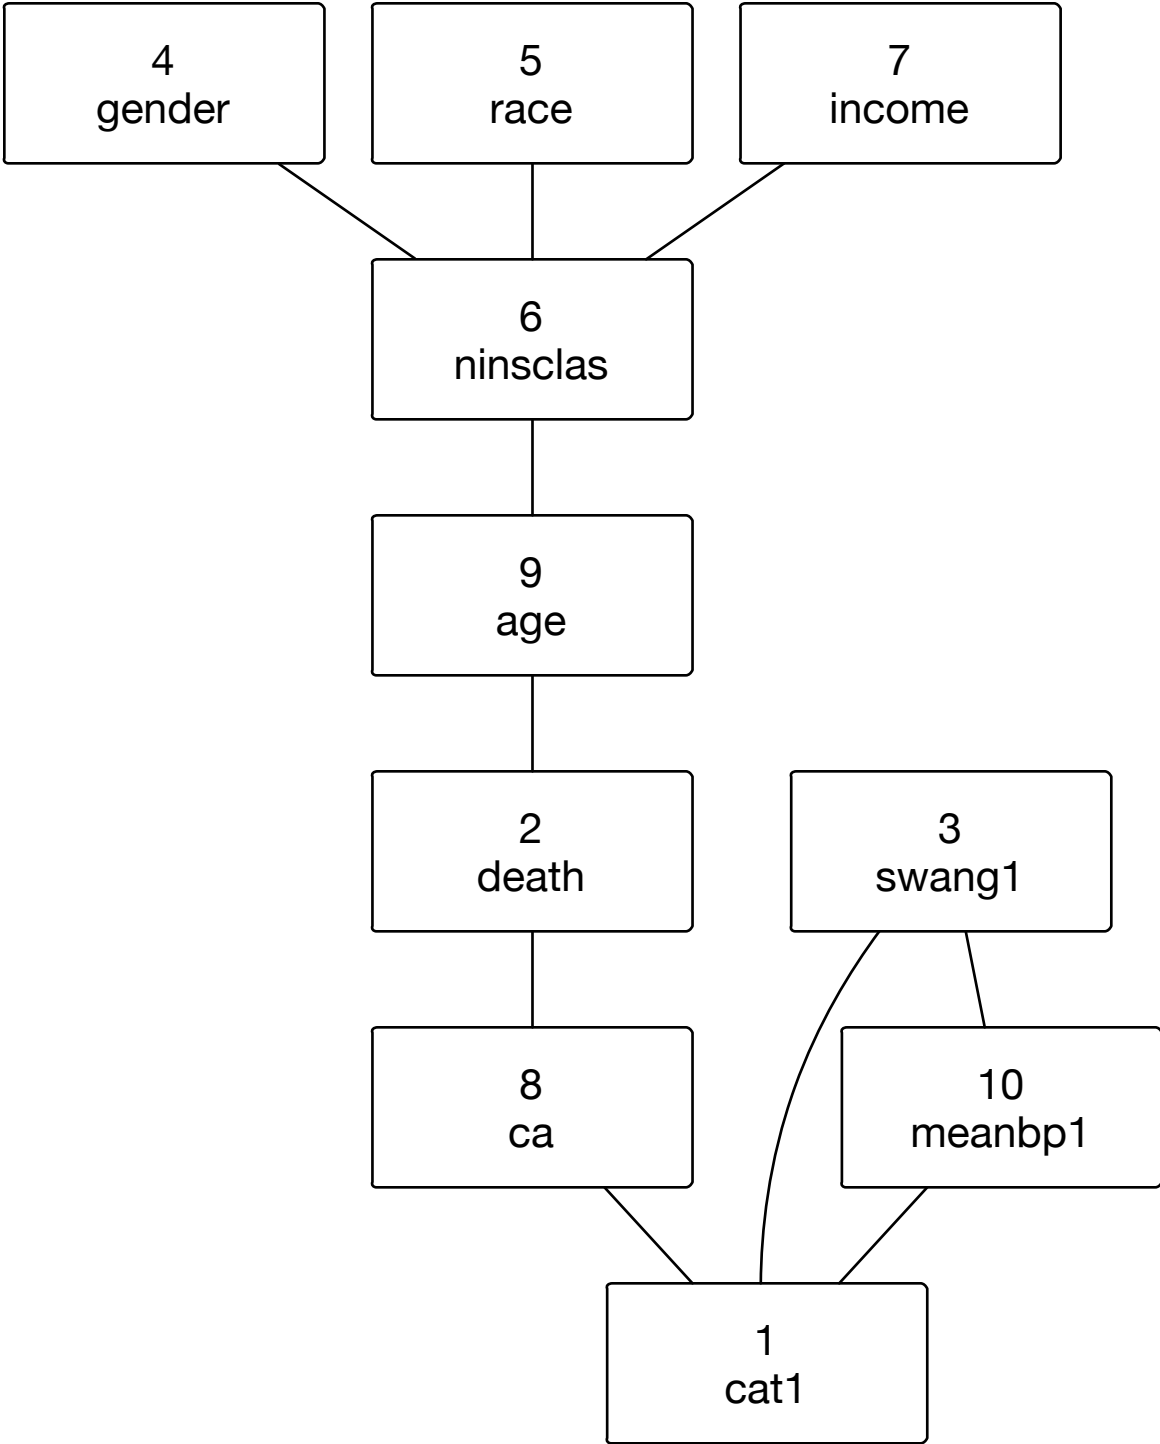 4
gender
5
race
7
income
6
ninsclas
9
age
2
death
3
swang1
8
ca
10
meanbp1
1
cat1